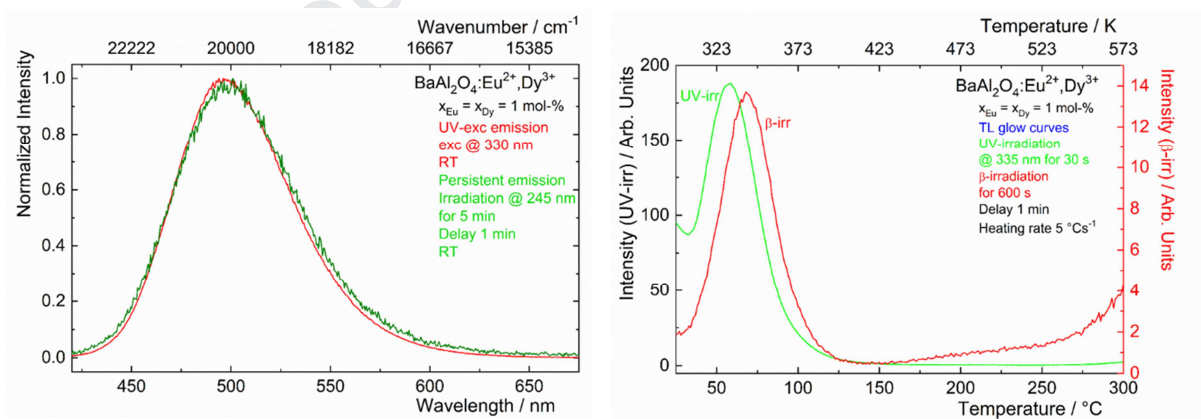 Wavenumber / cm⁻¹
22222 20000 18182 16667 15385
Normalized Intensity
1.0
0.8
0.6
0.4
0.2
0.0
BaAl₂O₄:Eu²⁺,Dy³⁺
x_Eu = x_Dy = 1 mol-%
UV-exc emission
exc @ 330 nm
RT
Persistent emission
Irradiation @ 245 nm
for 5 min
Delay 1 min
RT
450 500 550 600 650
Wavelength / nm
Temperature / K
323 373 423 473 523 573
Intensity (UV-irr) / Arb. Units
200
150
100
50
0
UV-irr
β-irr
BaAl₂O₄:Eu²⁺,Dy³⁺
x_Eu = x_Dy = 1 mol-%
TL glow curves
UV-irradiation
@ 335 nm for 30 s
β-irradiation
for 600 s
Delay 1 min
Heating rate 5 °Cs⁻¹
14
12
10
8
6
4
2
0
Intensity (β-irr) / Arb. Units
50 100 150 200 250 300
Temperature / °C